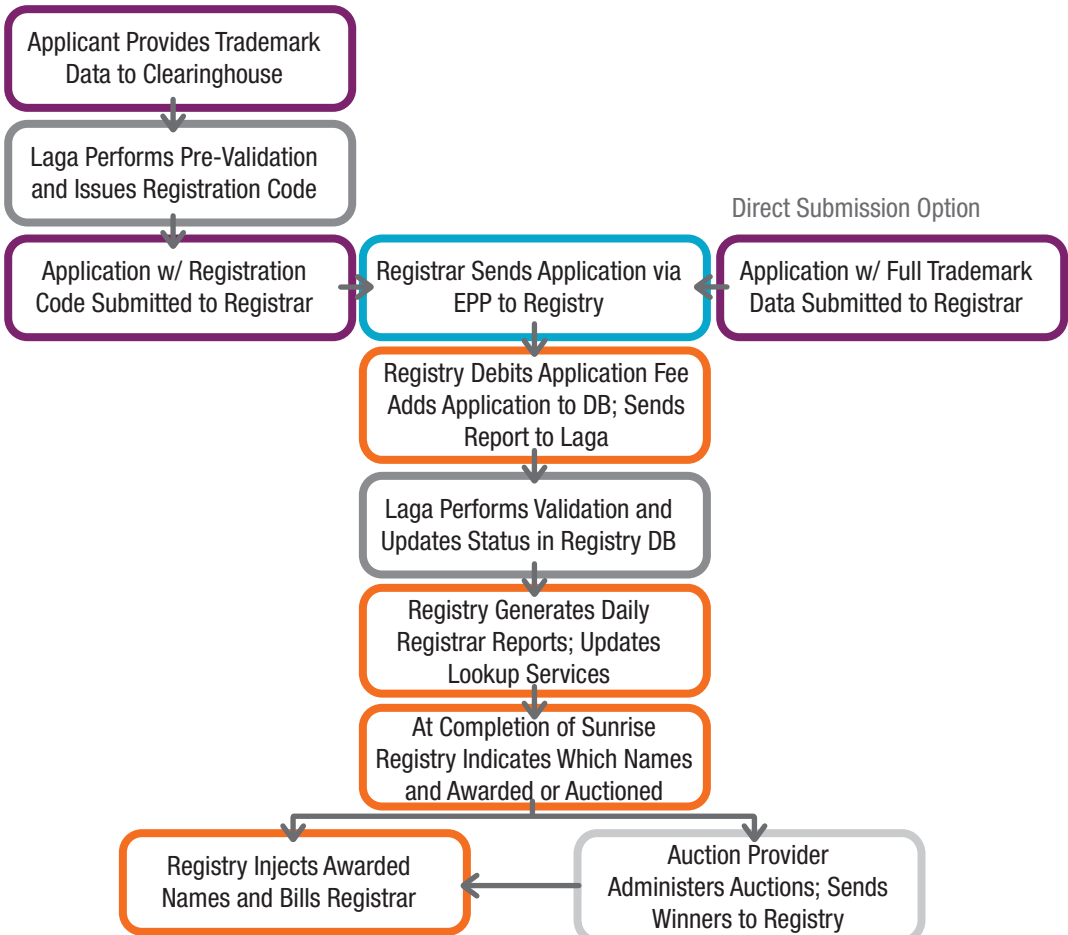 Applicant Provides Trademark
Data to Clearinghouse
Laga Performs Pre-Validation
and Issues Registration Code
Direct Submission Option
Application w/ Registration
Code Submitted to Registrar
Registrar Sends Application via
EPP to Registry
Application w/ Full Trademark
Data Submitted to Registrar
Registry Debits Application Fee
Adds Application to DB; Sends
Report to Laga
Laga Performs Validation and
Updates Status in Registry DB
Registry Generates Daily
Registrar Reports; Updates
Lookup Services
At Completion of Sunrise
Registry Indicates Which Names
and Awarded or Auctioned
Registry Injects Awarded
Names and Bills Registrar
Auction Provider
Administers Auctions; Sends
Winners to Registry